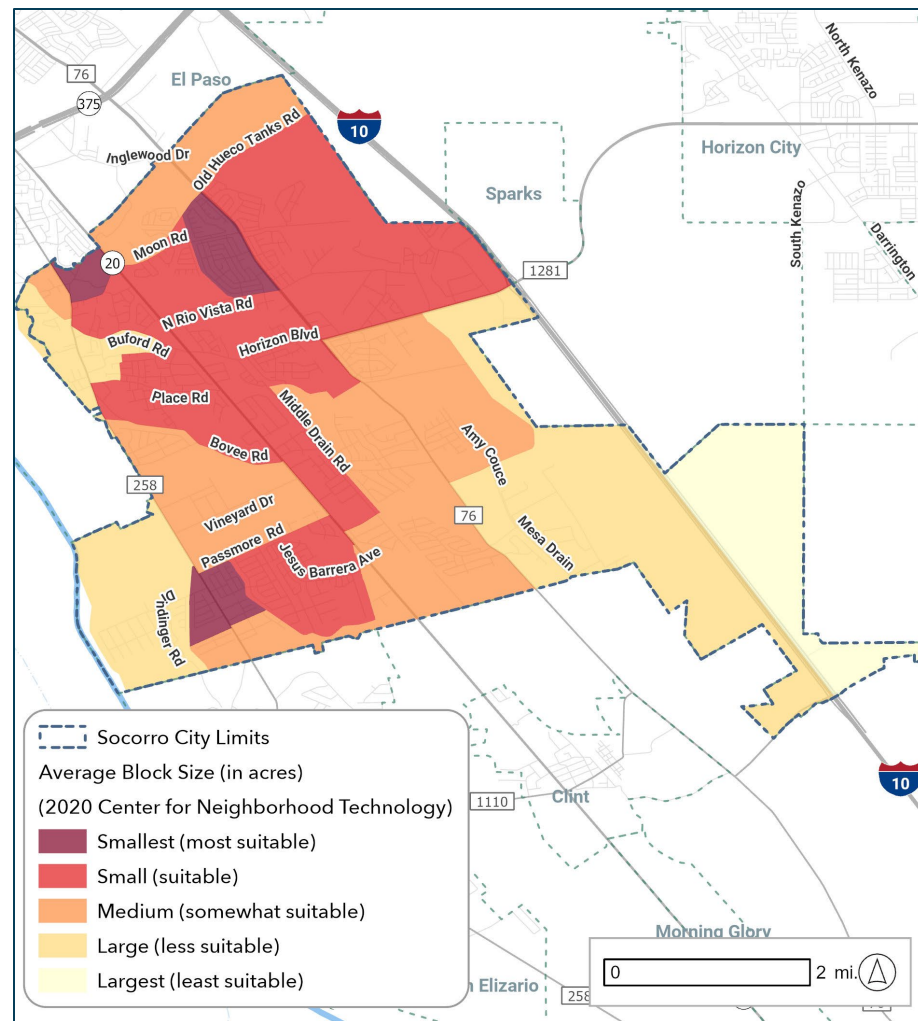 North Kenazo
76
El Paso
375
10
Old Hueco Tanks Rd
Inglewood Dr
Horizon City
Sparks
South Kenazo
Darrington
Moon Rd
20
1281
N Rio Vista Rd
Horizon Blvd
Buford Rd
Place Rd
Middle Drain Rd
Bovee Rd
Amy Couce
258
Vineyard Dr
76
Mesa Drain
Passmore Rd
Jesus Barrera Ave
Dindinger Rd
Socorro City Limits
Average Block Size (in acres)
(2020 Center for Neighborhood Technology)
Smallest (most suitable)
Small (suitable)
Medium (somewhat suitable)
Large (less suitable)
Largest (least suitable)
10
1110
Clint
Morning Glory
0 2 mi.
Elizario
258